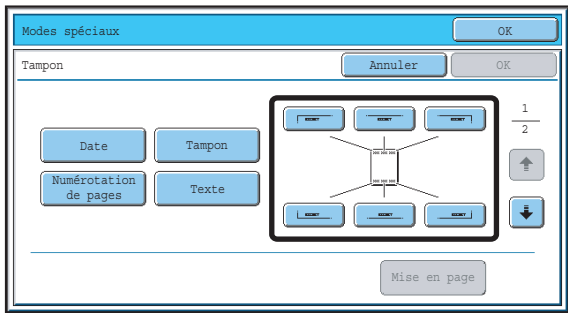 Modes spéciaux
OK
Tampon
Annuler
OK
1
2
Date
Tampon
Numérotation
de pages
Texte
Mise en page